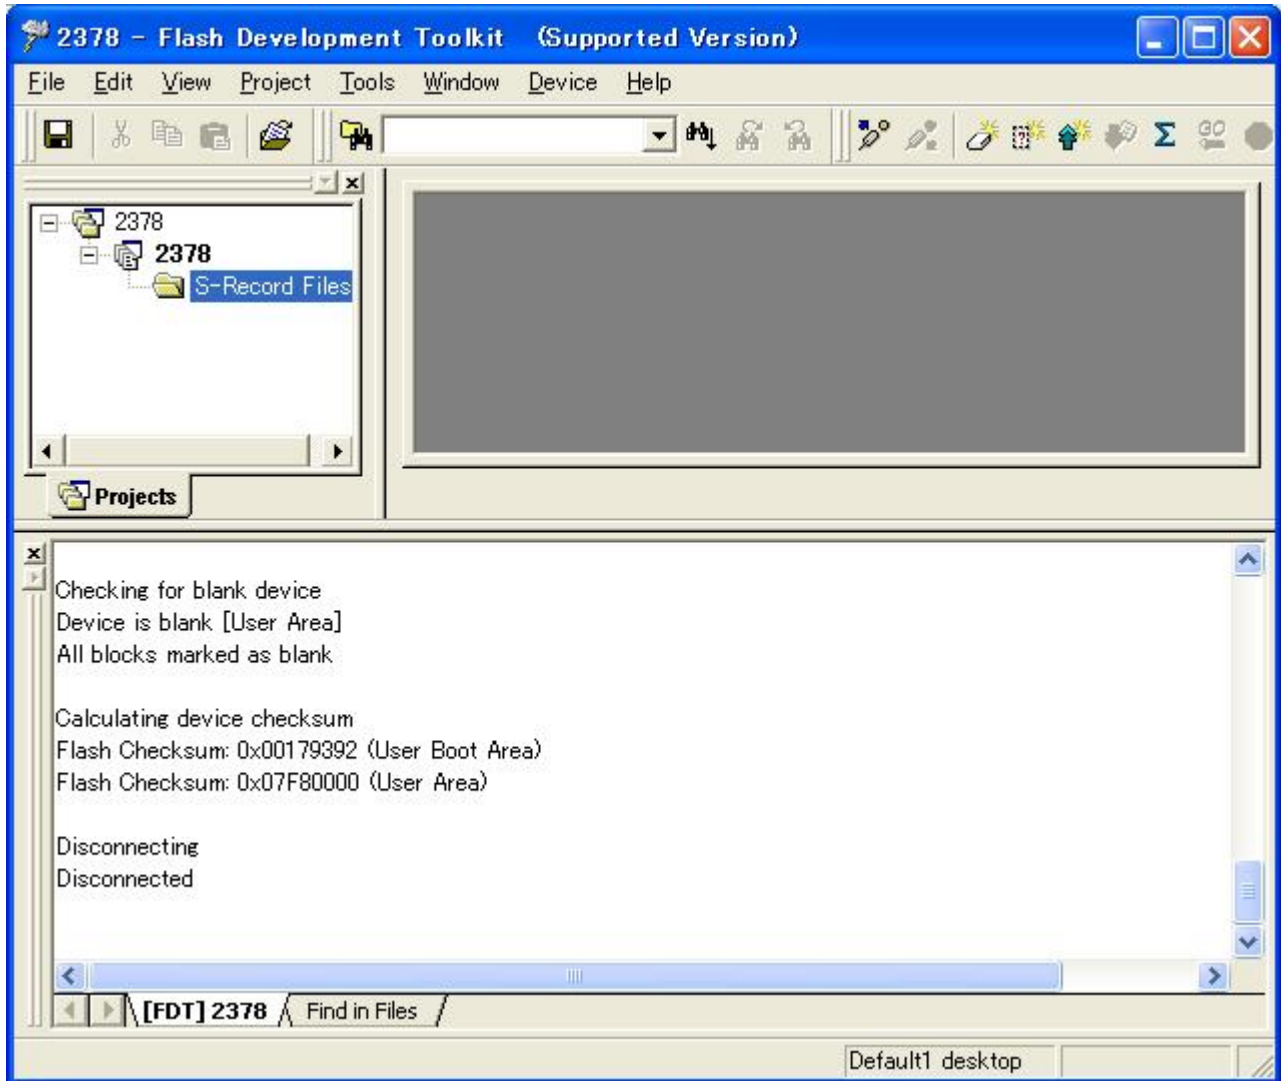 2378 - Flash Development Toolkit (Supported Version)
File Edit View Project Tools Window Device Help
GO
2378
2378
S-Record Files
Projects
Checking for blank device
Device is blank [User Area]
All blocks marked as blank
Calculating device checksum
Flash Checksum: 0x00179392 (User Boot Area)
Flash Checksum: 0x07F80000 (User Area)
Disconnecting
Disconnected
[FDT] 2378 Find in Files
Default1 desktop